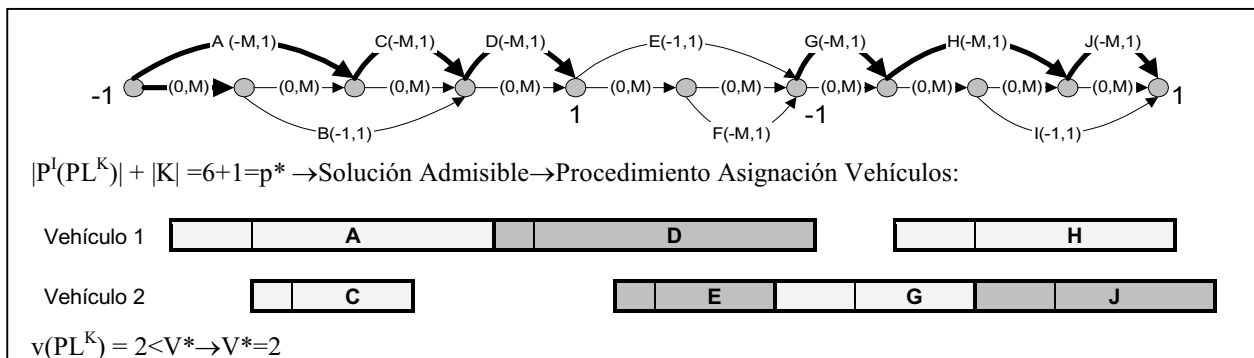 A (-M,1) C(-M,1) D(-M,1) E(-1,1) G(-M,1) H(-M,1) J(-M,1)
-1 (0,M) (0,M) (0,M) (0,M) (0,M) (0,M) (0,M) (0,M) (0,M) 1
1 -1
B(-1,1) F(-M,1) I(-1,1)
|P^I(PL^K)| + |K| =6+1=p* →Solución Admisible→Procedimiento Asignación Vehículos:
Vehículo 1 A D H
Vehículo 2 C E G J
v(PL^K) = 2<V*→V*=2